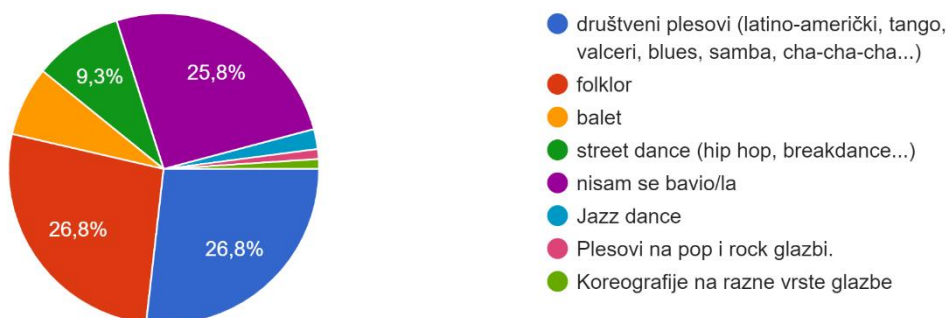 9,3%
25,8%
26,8%
26,8%
društveni plesovi (latino-američki, tango,
valceri, blues, samba, cha-cha-cha...)
folklor
balet
street dance (hip hop, breakdance...)
nisam se bavio/la
Jazz dance
Plesovi na pop i rock glazbi.
Koreografije na razne vrste glazbe